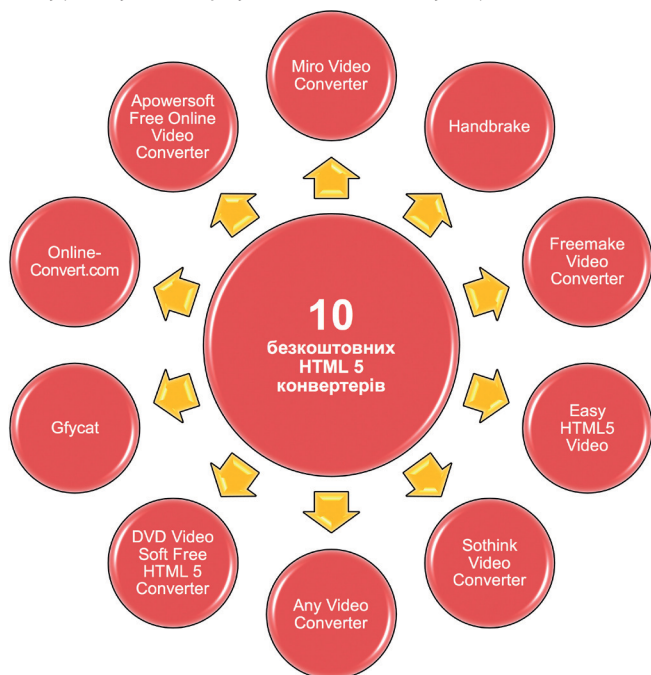 Miro Video
Converter
Handbrake
Freemake
Video
Converter
Easy
HTML5
Video
Sothink
Video
Converter
Any Video
Converter
DVD Video
Soft Free
HTML 5
Converter
Gfycat
Online-
Convert.com
Apowersoft
Free Online
Video
Converter
10
безкоштовних
HTML 5
конвертерів